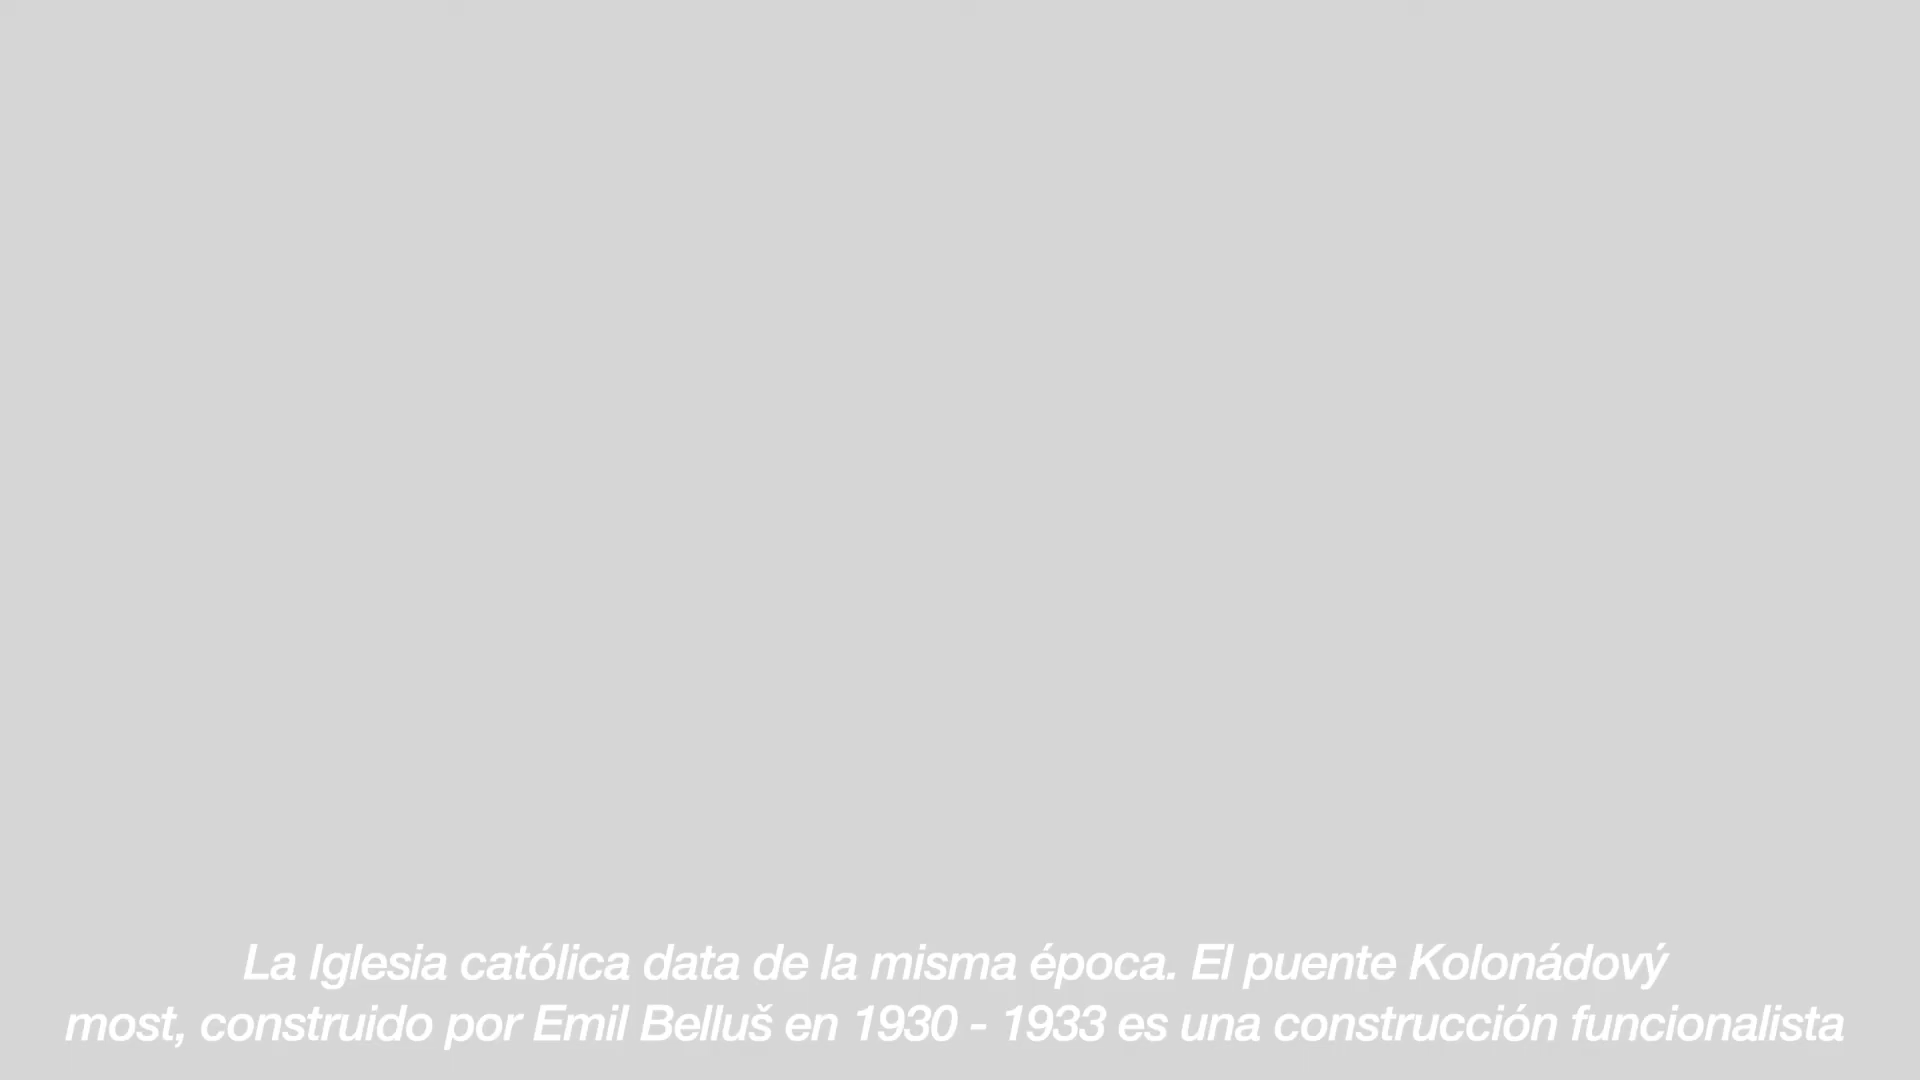 La Iglesia católica data de la misma época. El puente Kolonádový
most, construido por Emil Belluš en 1930 - 1933 es una construcción funcionalista